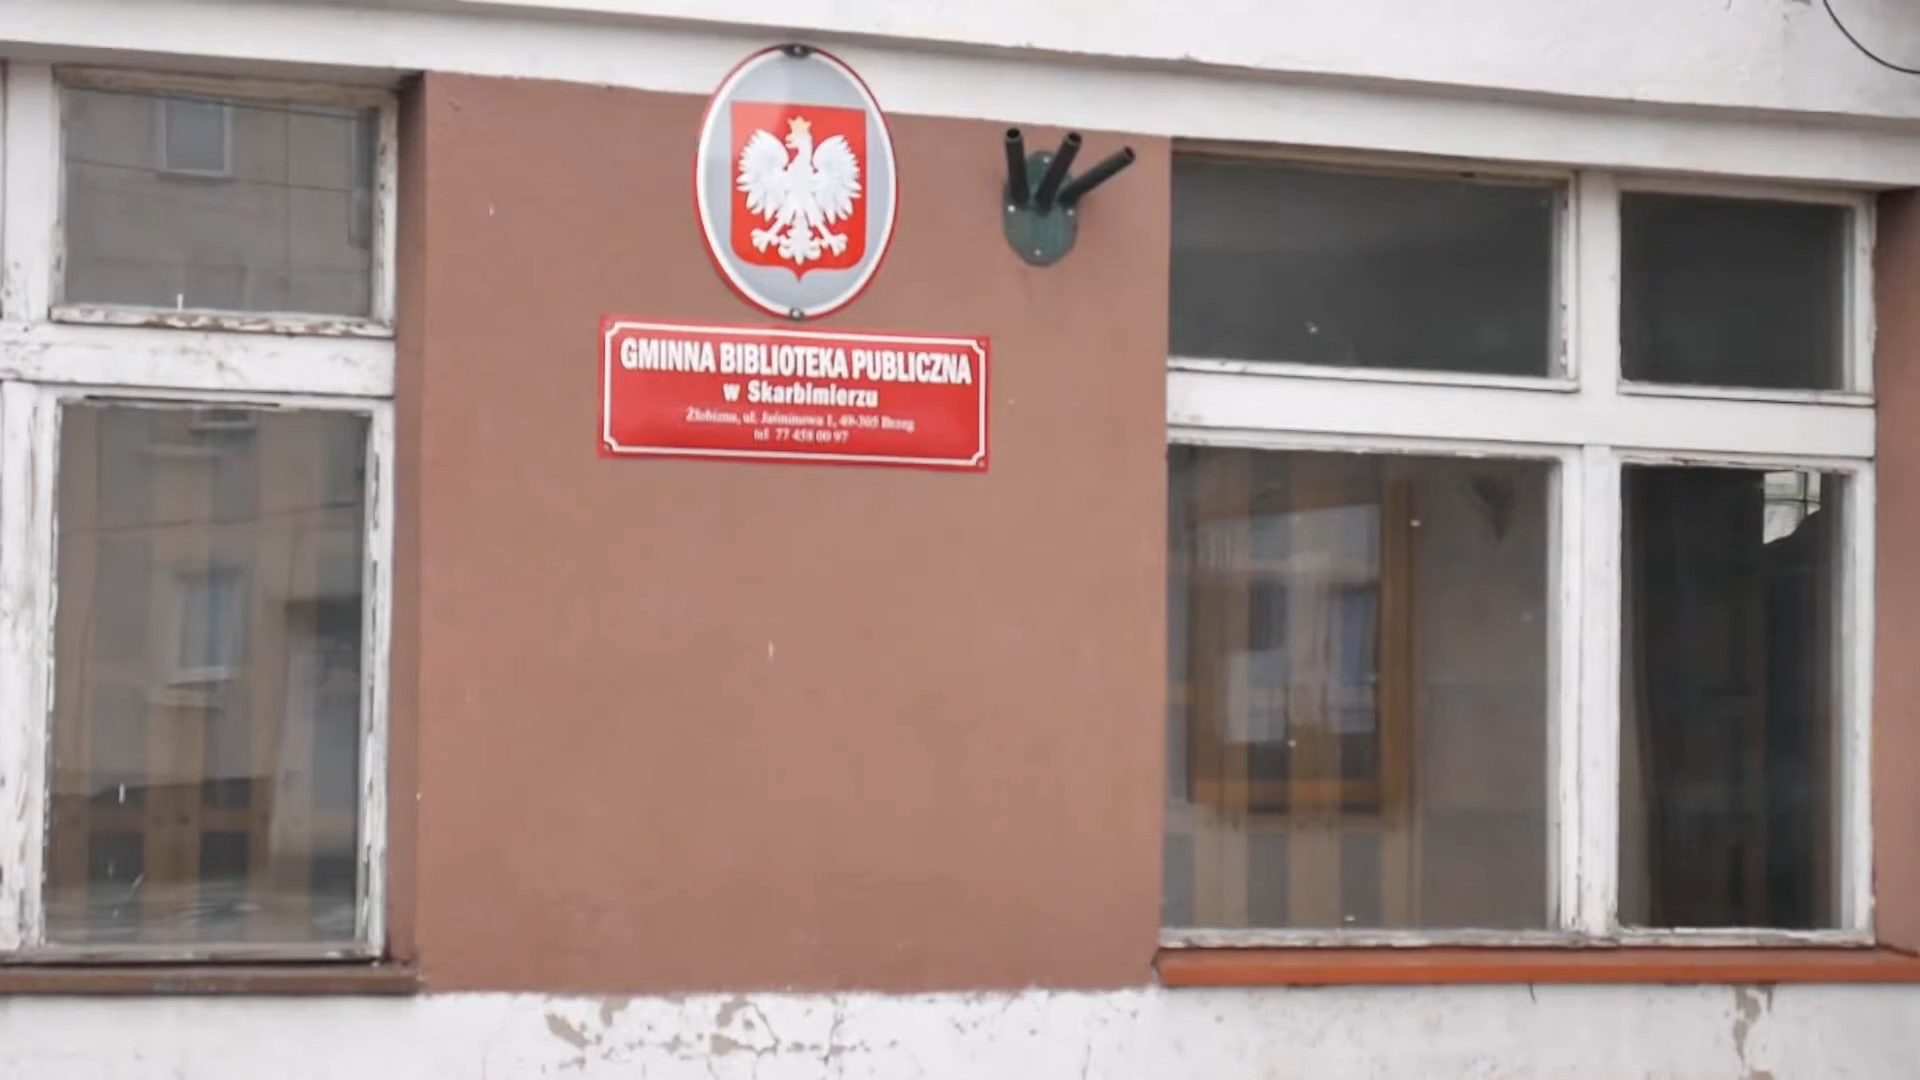 GMINNA BIBLIOTEKA PUBLICZNA
w Skarbimierzu
Żłobizna, ul. Jaśminowa 1, 49-305 Brzeg
tel 77 458 00 97